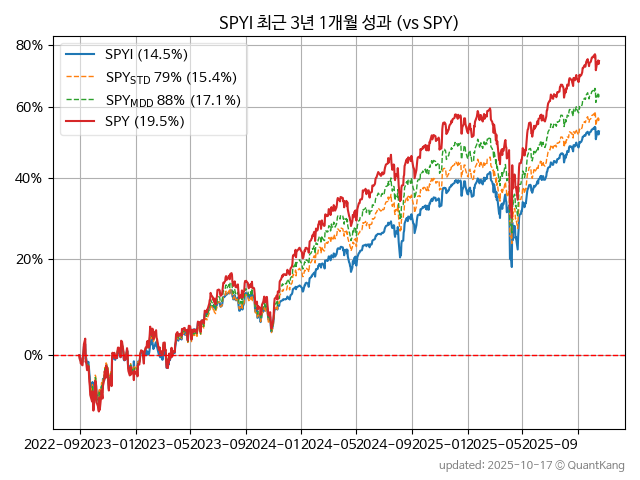 SPYI 최근 3년 1개월 성과 (vs SPY)
80%
60%
40%
20%
0%
SPYI (14.5%)
SPY_STD 79% (15.4%)
SPY_MDD 88% (17.1%)
SPY (19.5%)
2022-09 2023-01 2023-05 2023-09 2024-01 2024-05 2024-09 2025-01 2025-05 2025-09
updated: 2025-10-17 © QuantKang